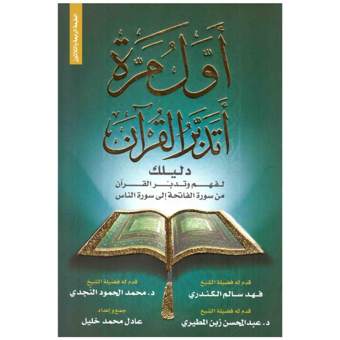 الطبعة الرابعة والثلاثون
أول مرة
أتدبر القرآن
دليلك
لفهم وتدبر القرآن
من سورة الفاتحة إلى سورة الناس
قدم له فضيلة الشيخ
د. محمد الحمود النجدي
قدم له فضيلة الشيخ
فهد سالم الكندري
جمع وإعداد
عادل محمد خليل
قدم له فضيلة الشيخ
د. عبدالمحسن زبن المطيري